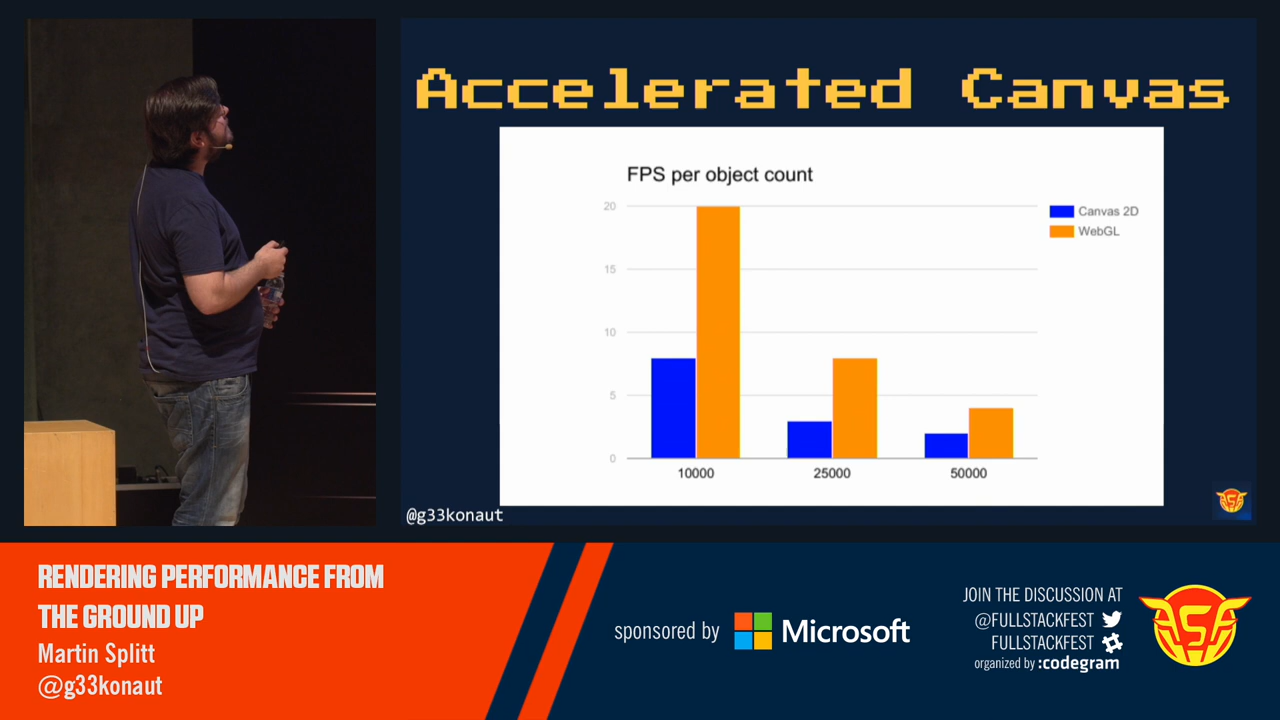 Accelerated Canvas
FPS per object count
20
15
10
5
0
Canvas 2D
WebGL
10000
25000
50000
@g33konaut
RENDERING PERFORMANCE FROM
THE GROUND UP
Martin Splitt
@g33konaut
sponsored by Microsoft
JOIN THE DISCUSSION AT
@FULLSTACKFEST
FULLSTACKFEST
organized by :codegram
FSF